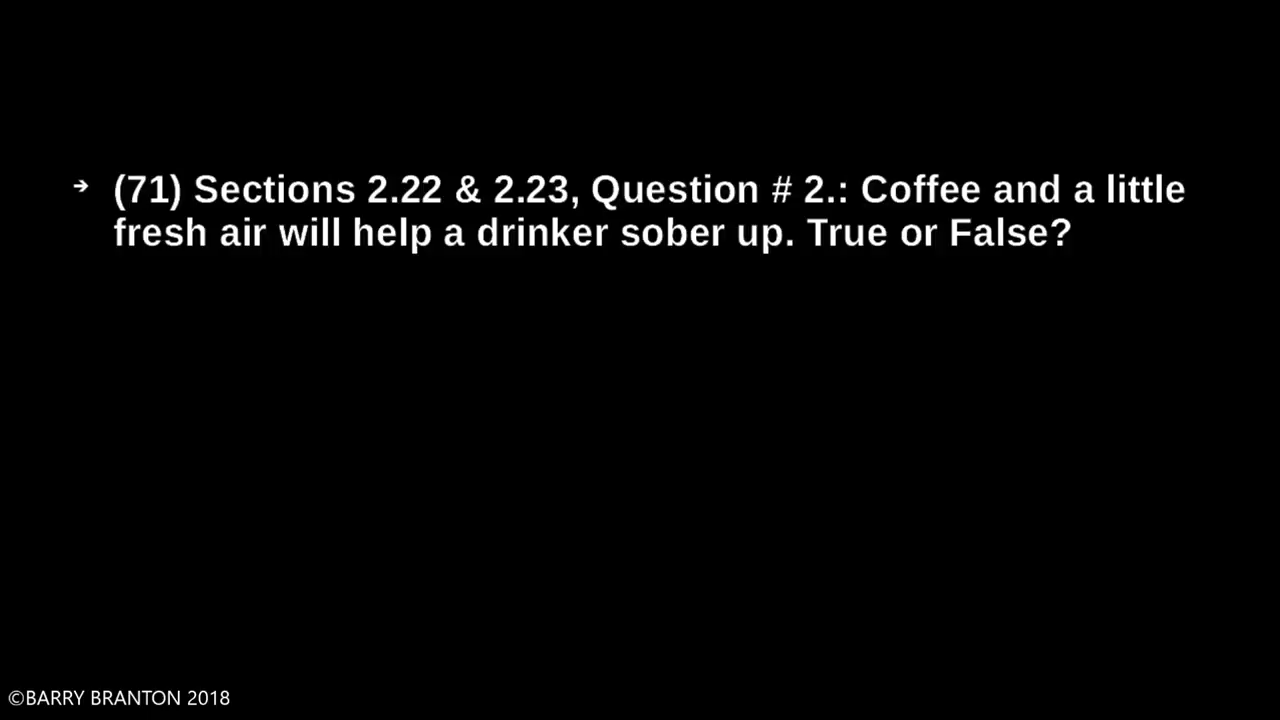 ➔ (71) Sections 2.22 & 2.23, Question # 2.: Coffee and a little
fresh air will help a drinker sober up. True or False?
©BARRY BRANTON 2018